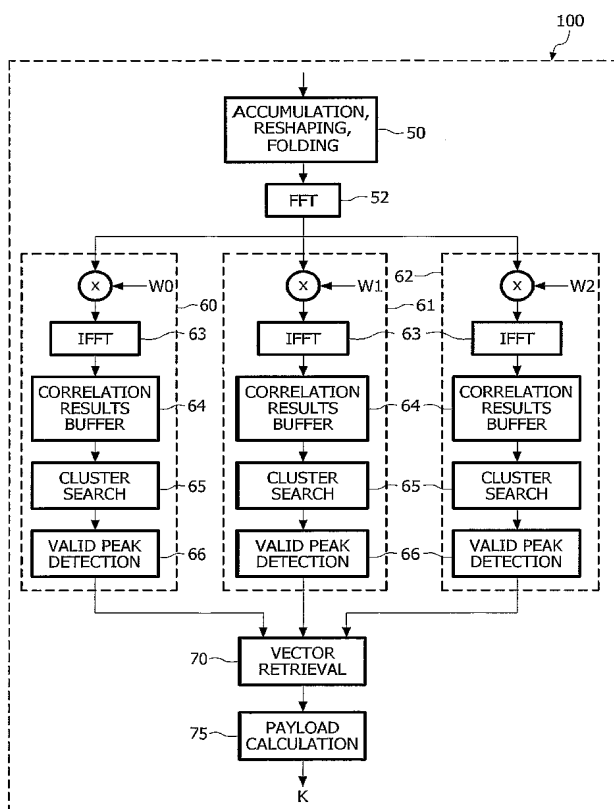 100
ACCUMULATION,
RESHAPING,
FOLDING
50
FFT
52
X
W0
60
X
W1
61
62
X
W2
IFFT
63
IFFT
63
IFFT
CORRELATION
RESULTS
BUFFER
64
CORRELATION
RESULTS
BUFFER
64
CORRELATION
RESULTS
BUFFER
CLUSTER
SEARCH
65
CLUSTER
SEARCH
65
CLUSTER
SEARCH
VALID PEAK
DETECTION
66
VALID PEAK
DETECTION
66
VALID PEAK
DETECTION
70
VECTOR
RETRIEVAL
75
PAYLOAD
CALCULATION
K